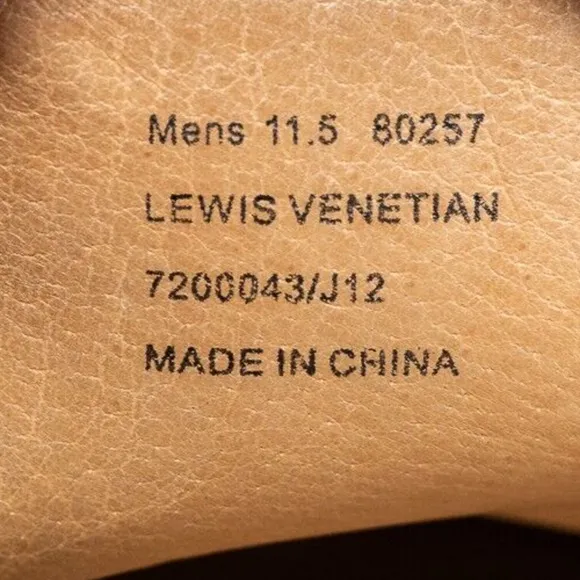 Mens 11.5 80257
LEWIS VENETIAN
7200043/J12
MADE IN CHINA